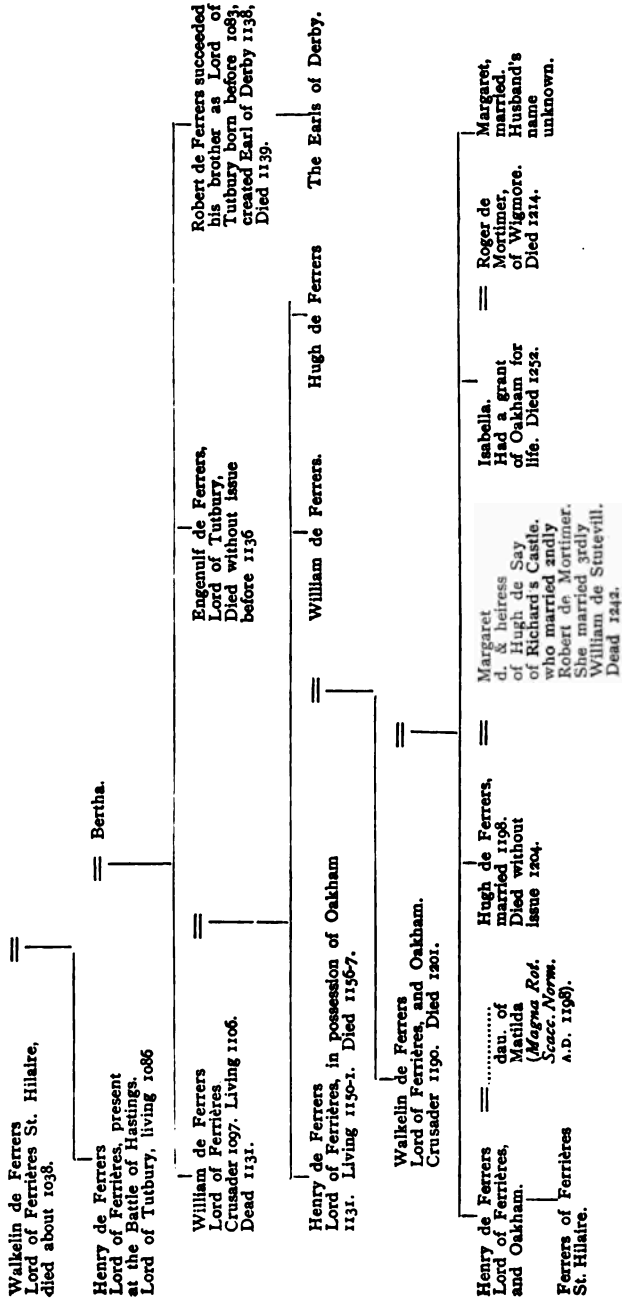 Walkelin de Ferrers
Lord of Ferrières St. Hilaire,
died about 1038.
=
Henry de Ferrers
Lord of Ferrières, present
at the Battle of Hastings.
Lord of Tutbury, living 1086
= Bertha.
William de Ferrers
Lord of Ferrières.
Crusader 1097. Living 1106.
Dead 1131.
=
Engenulf de Ferrers,
Lord of Tutbury,
Died without issue
before 1136
Robert de Ferrers succeeded
his brother as Lord of
Tutbury born before 1083,
created Earl of Derby 1138,
Died 1139.
The Earls of Derby.
Henry de Ferrers
Lord of Ferrières, in possession of Oakham
1131. Living 1150-1. Died 1156-7.
=
William de Ferrers.
Hugh de Ferrers
Walkelin de Ferrers
Lord of Ferrières, and Oakham.
Crusader 1190. Died 1201.
=
Henry de Ferrers
Lord of Ferrières,
and Oakham.
= ...............
dau. of
Matilda
(Magna Rot.
Scacc. Norm.
A.D. 1198).
Ferrers of Ferrières
St. Hilaire.
Hugh de Ferrers,
married 1198.
Died without
issue 1204.
=
Margaret
d. & heiress
of Hugh de Say
of Richard's Castle.
who married 2ndly
Robert de Mortimer.
She married 3rdly
William de Stutevill.
Dead 1242.
Isabella.
Had a grant
of Oakham for
life. Died 1252.
=
Roger de
Mortimer,
of Wigmore.
Died 1214.
Margaret,
married.
Husband's
name
unknown.